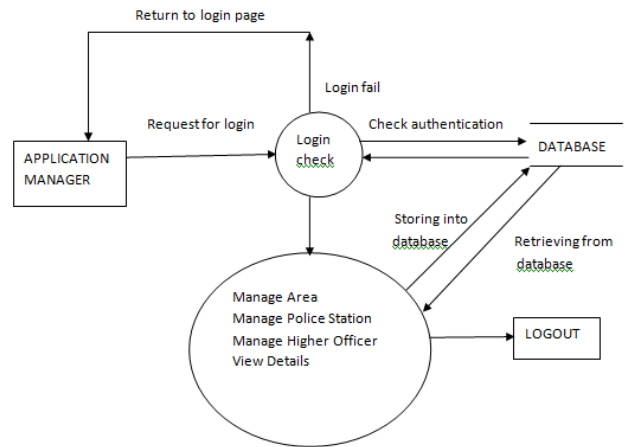 Return to login page
Login fail
Request for login
Login
check
Check authentication
DATABASE
APPLICATION
MANAGER
Storing into
database
Retrieving from
database
Manage Area
Manage Police Station
Manage Higher Officer
View Details
LOGOUT